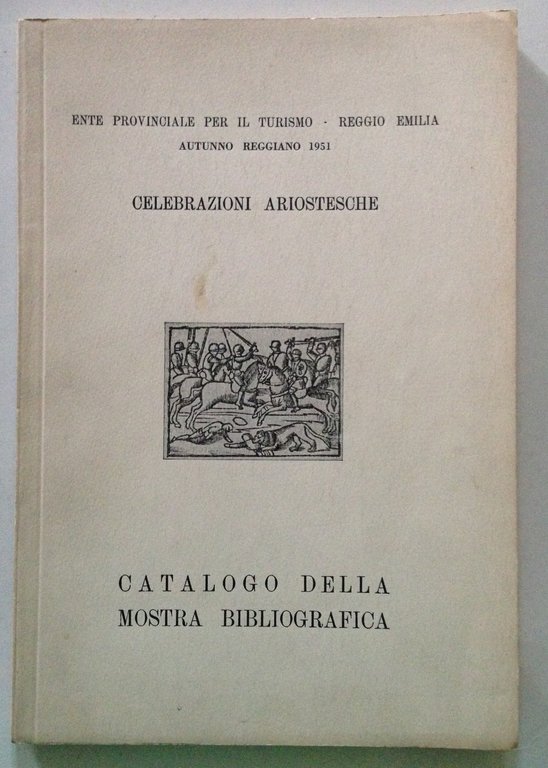 ENTE PROVINCIALE PER IL TURISMO - REGGIO EMILIA
AUTUNNO REGGIANO 1951
CELEBRAZIONI ARIOSTESCHE
CATALOGO DELLA
MOSTRA BIBLIOGRAFICA